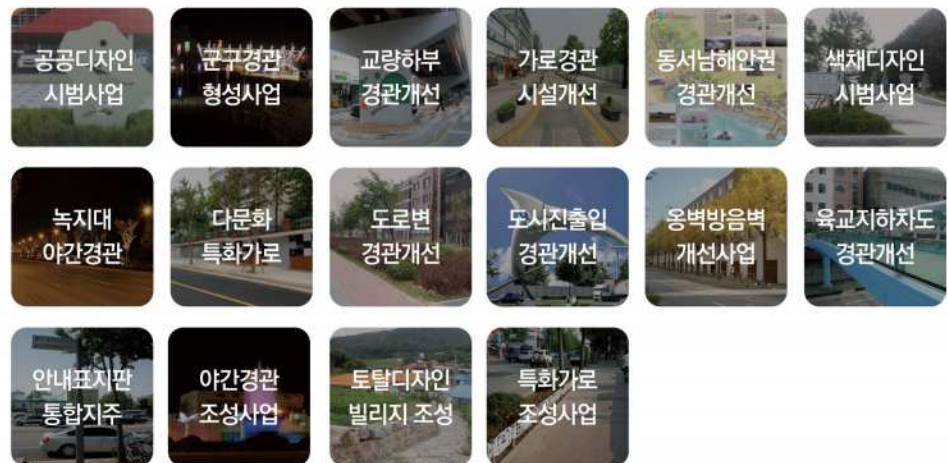 공공디자인
시범사업
군구경관
형성사업
교량하부
경관개선
가로경관
시설개선
동서남해안권
경관개선
색채디자인
시범사업
녹지대
야간경관
다문화
특화가로
도로변
경관개선
도시진출입
경관개선
옹벽방음벽
개선사업
육교지하차도
경관개선
안내표지판
통합지주
야간경관
조성사업
토탈디자인
빌리지 조성
특화가로
조성사업